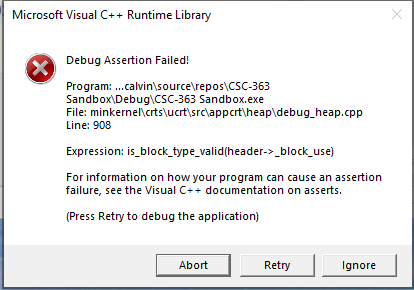 Microsoft Visual C++ Runtime Library
Debug Assertion Failed!
Program: ...calvin\source\repos\CSC-363
Sandbox\Debug\CSC-363 Sandbox.exe
File: minkernel\crts\ucrt\src\appcrt\heap\debug_heap.cpp
Line: 908
Expression: is_block_type_valid(header->_block_use)
For information on how your program can cause an assertion
failure, see the Visual C++ documentation on asserts.
(Press Retry to debug the application)
Abort
Retry
Ignore